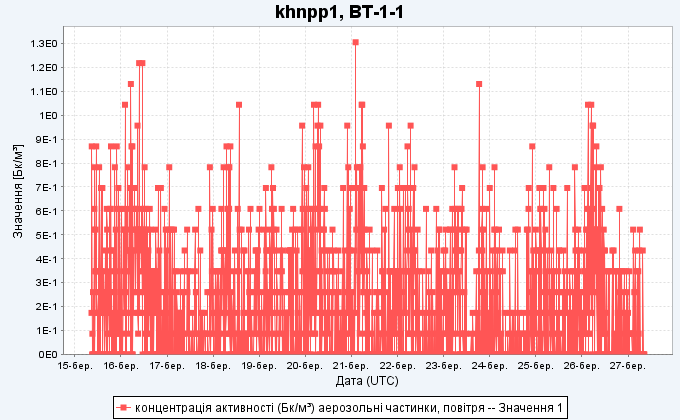 khnpp1, ВТ-1-1
Значення [Бк/м³]
1.3E0
1.2E0
1.1E0
1E0
9E-1
8E-1
7E-1
6E-1
5E-1
4E-1
3E-1
2E-1
1E-1
0E0
15-бер. 16-бер. 17-бер. 18-бер. 19-бер. 20-бер. 21-бер. 22-бер. 23-бер. 24-бер. 25-бер. 26-бер. 27-бер.
Дата (UTC)
концентрація активності (Бк/м³) аерозольні частинки, повітря -- Значення 1